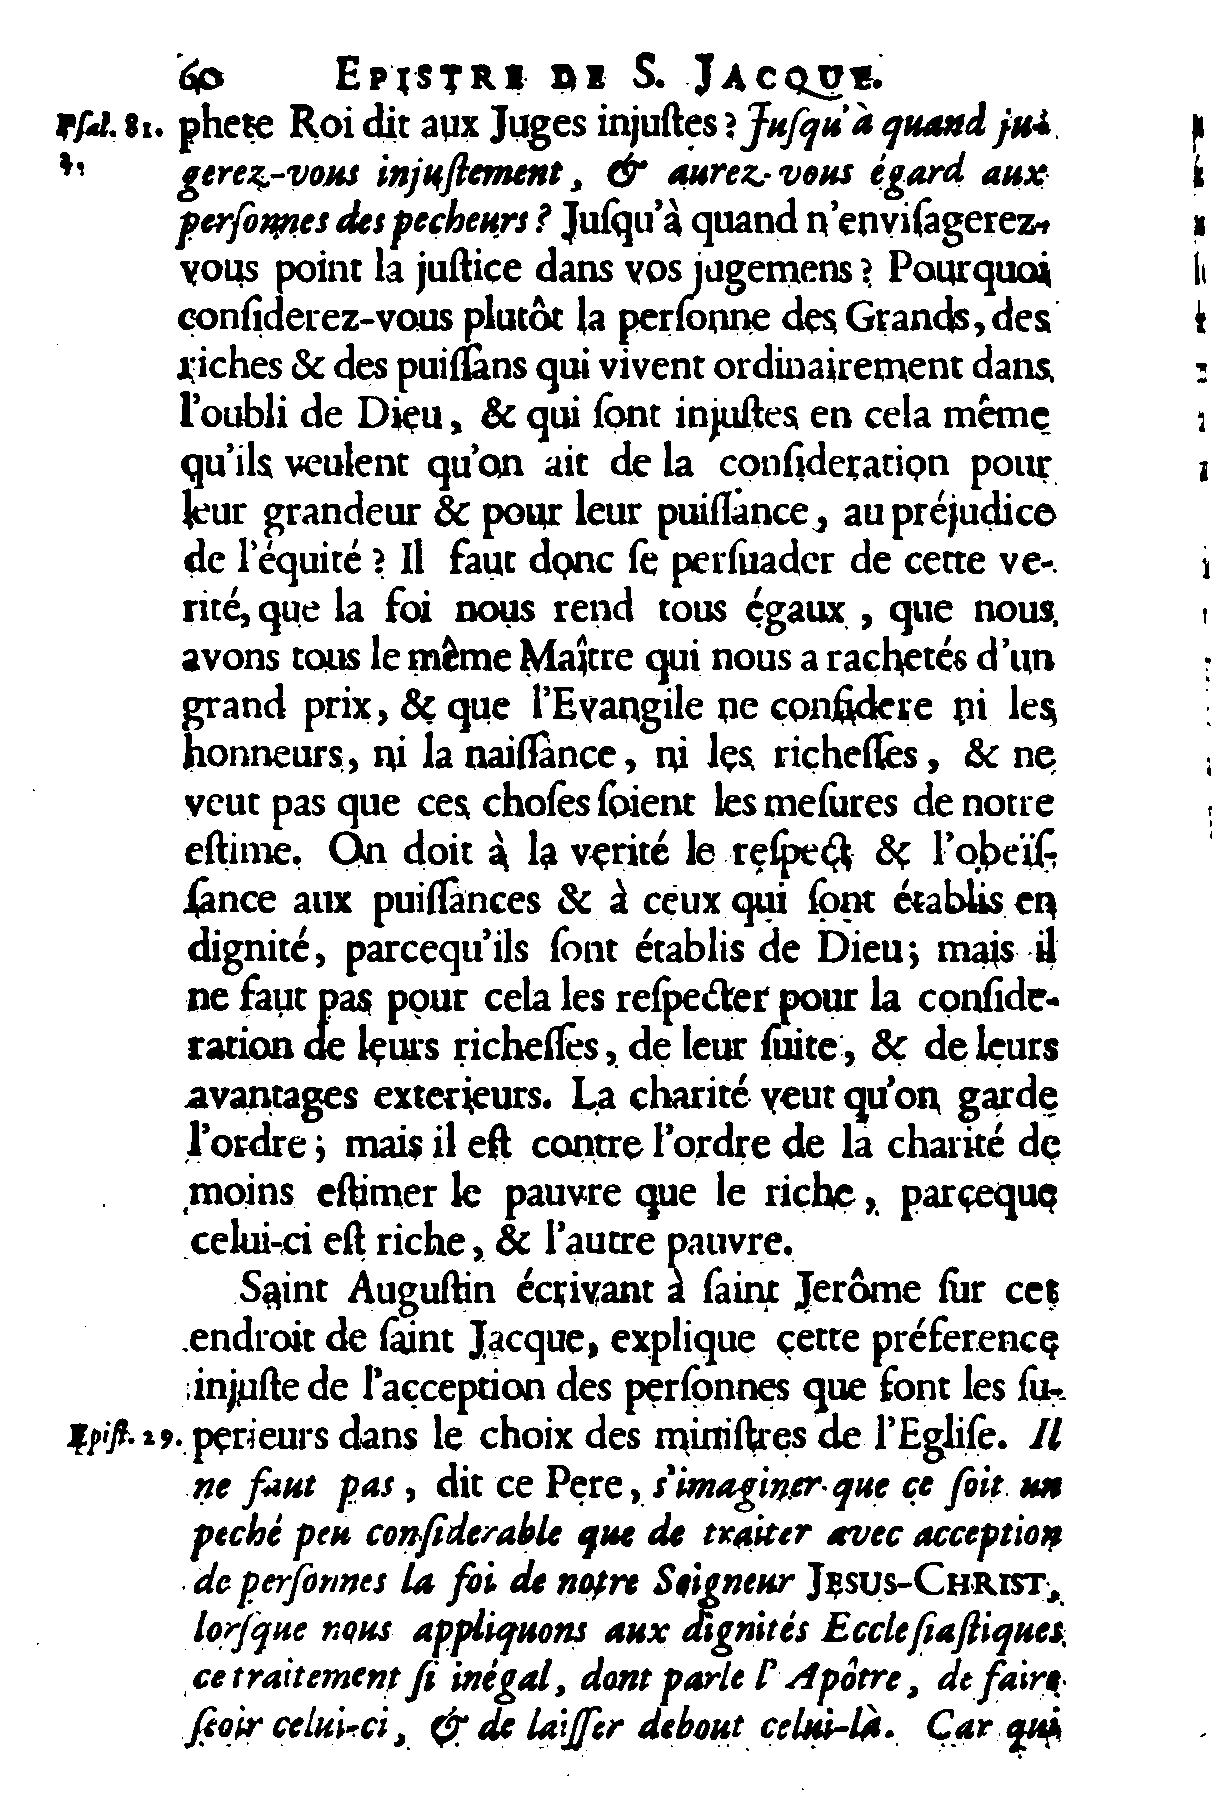 60 EPISTRE DE S. JACQUE.
Pſal. 81. phete Roi dit aux Juges injuſtes ? Juſqu'à quand ju-
2. gerez-vous injuſtement, & aurez-vous égard aux
perſonnes des pecheurs ? Juſqu'à quand n'enviſagerez-
vous point la juſtice dans vos jugemens ? Pourquoi
conſiderez-vous plutôt la perſonne des Grands, des
riches & des puiſſans qui vivent ordinairement dans
l'oubli de Dieu, & qui ſont injuſtes en cela même
qu'ils veulent qu'on ait de la conſideration pour
leur grandeur & pour leur puiſſance, au préjudice
de l'équité ? Il faut donc ſe perſuader de cette ve-
rité, que la foi nous rend tous égaux, que nous
avons tous le même Maître qui nous a rachetés d'un
grand prix, & que l'Evangile ne conſidere ni les
honneurs, ni la naiſſance, ni les richeſſes, & ne
veut pas que ces choſes ſoient les meſures de notre
eſtime. On doit à la verité le reſpect & l'obeïſ-
ſance aux puiſſances & à ceux qui ſont établis en
dignité, parcequ'ils ſont établis de Dieu; mais il
ne faut pas pour cela les reſpecter pour la conſide-
ration de leurs richeſſes, de leur ſuite, & de leurs
avantages exterieurs. La charité veut qu'on garde
l'ordre; mais il eſt contre l'ordre de la charité de
moins eſtimer le pauvre que le riche, parceque
celui-ci eſt riche, & l'autre pauvre.
Saint Auguſtin écrivant à ſaint Jerôme ſur cet
endroit de ſaint Jacque, explique cette préference
injuſte de l'acception des perſonnes que font les ſu-
Epiſt. 29. perieurs dans le choix des miniſtres de l'Egliſe. Il
ne faut pas, dit ce Pere, s'imaginer que ce ſoit un
peché peu conſiderable que de traiter avec acception
de perſonnes la foi de notre Seigneur JESUS-CHRIST,
lorſque nous appliquons aux dignités Eccleſiaſtiques
ce traitement ſi inégal, dont parle l'Apôtre, de faire
ſeoir celui-ci, & de laiſſer debout celui-là. Car qui